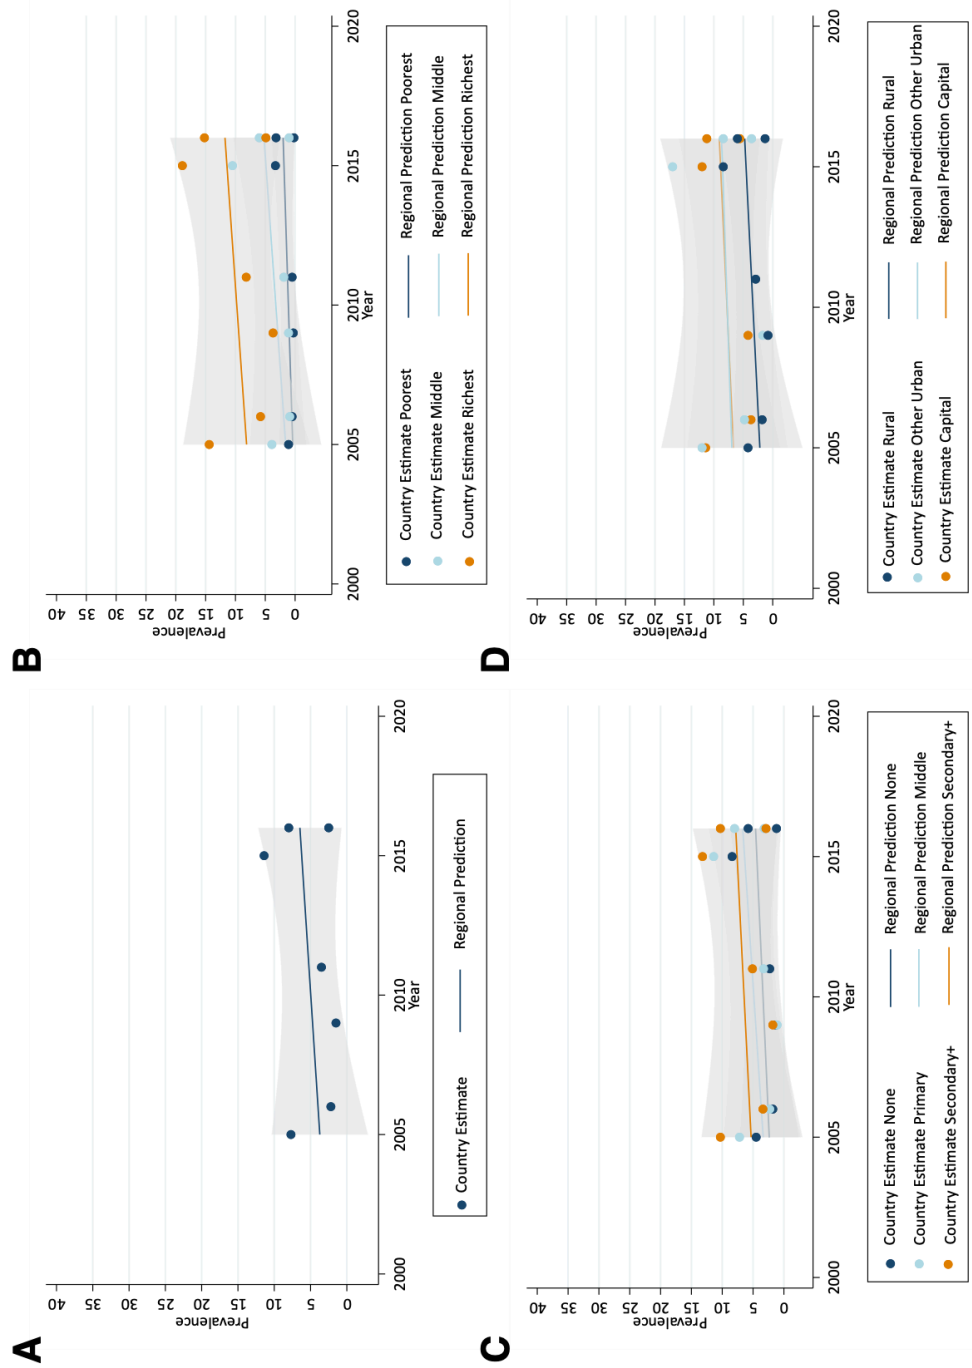 A
Prevalence
40
35
30
25
20
15
10
5
0
2000
2005
2010
2015
2020
Year
Country Estimate
Regional Prediction
B
Prevalence
40
35
30
25
20
15
10
5
0
2000
2005
2010
2015
2020
Year
Country Estimate Poorest
Regional Prediction Poorest
Country Estimate Middle
Regional Prediction Middle
Country Estimate Richest
Regional Prediction Richest
C
Prevalence
40
35
30
25
20
15
10
5
0
2000
2005
2010
2015
2020
Year
Country Estimate None
Regional Prediction None
Country Estimate Primary
Regional Prediction Middle
Country Estimate Secondary+
Regional Prediction Secondary+
D
Prevalence
40
35
30
25
20
15
10
5
0
2000
2005
2010
2015
2020
Year
Country Estimate Rural
Regional Prediction Rural
Country Estimate Other Urban
Regional Prediction Other Urban
Country Estimate Capital
Regional Prediction Capital